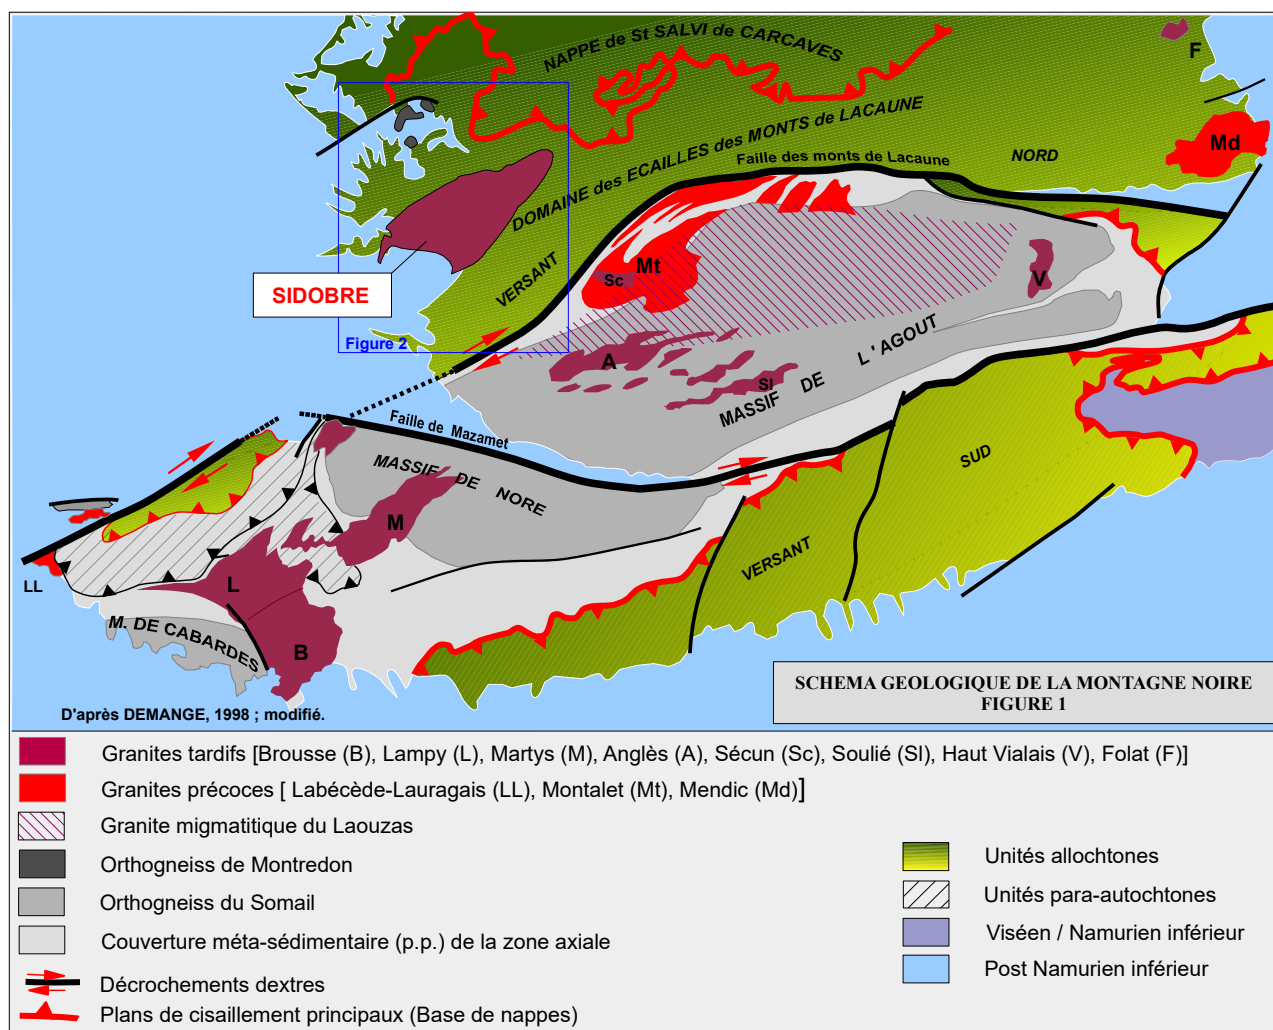 NAPPE de St SALVI de CARCAVES
F
DOMAINE des ECAILLES des MONTS de LACAUNE
Md
Faille des monts de Lacaune
NORD
VERSANT
SIDOBRE
Figure 2
Mt
Sc
V
A
Sl
MASSIF DE L'AGOUT
Faille de Mazamet
MASSIF DE NORE
M
SUD
VERSANT
LL
L
M. DE CABARDES
B
SCHEMA GEOLOGIQUE DE LA MONTAGNE NOIRE
FIGURE 1
D'après DEMANGE, 1998 ; modifié.
Granites tardifs [Brousse (B), Lampy (L), Martys (M), Anglès (A), Sécun (Sc), Soulié (Sl), Haut Vialais (V), Folat (F)]
Granites précoces [ Labécède-Lauragais (LL), Montalet (Mt), Mendic (Md)]
Granite migmatitique du Laouzas
Orthogneiss de Montredon
Orthogneiss du Somail
Couverture méta-sédimentaire (p.p.) de la zone axiale
Décrochements dextres
Plans de cisaillement principaux (Base de nappes)
Unités allochtones
Unités para-autochtones
Viséen / Namurien inférieur
Post Namurien inférieur